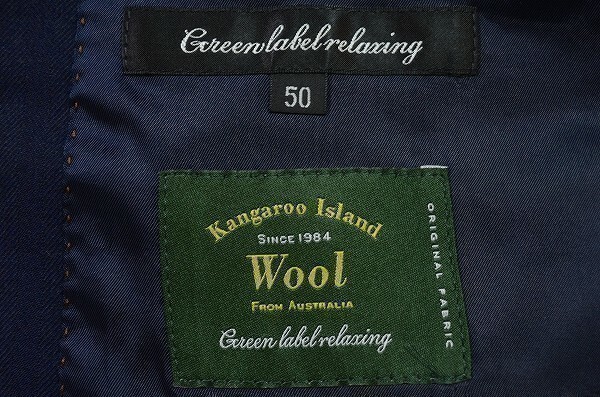 Green label relaxing
50
Kangaroo Island
SINCE 1984
Wool
FROM AUSTRALIA
Green label relaxing
ORIGINAL FABRIC